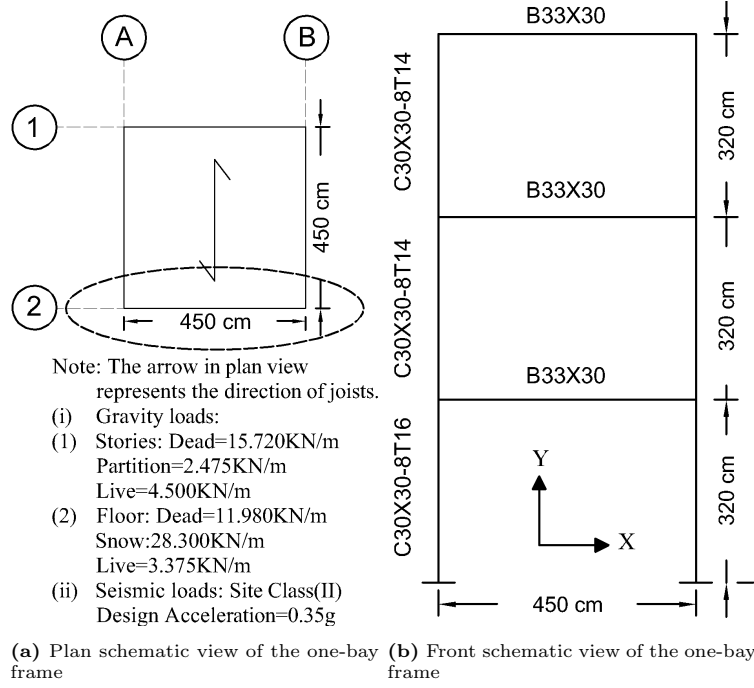 A
B
1
450 cm
2
450 cm
Note: The arrow in plan view
represents the direction of joists.
(i) Gravity loads:
(1) Stories: Dead=15.720KN/m
Partition=2.475KN/m
Live=4.500KN/m
(2) Floor: Dead=11.980KN/m
Snow:28.300KN/m
Live=3.375KN/m
(ii) Seismic loads: Site Class(II)
Design Acceleration=0.35g
(a) Plan schematic view of the one-bay
frame
B33X30
C30X30-8T14
320 cm
B33X30
C30X30-8T14
320 cm
B33X30
C30X30-8T16
320 cm
Y
X
450 cm
(b) Front schematic view of the one-bay
frame